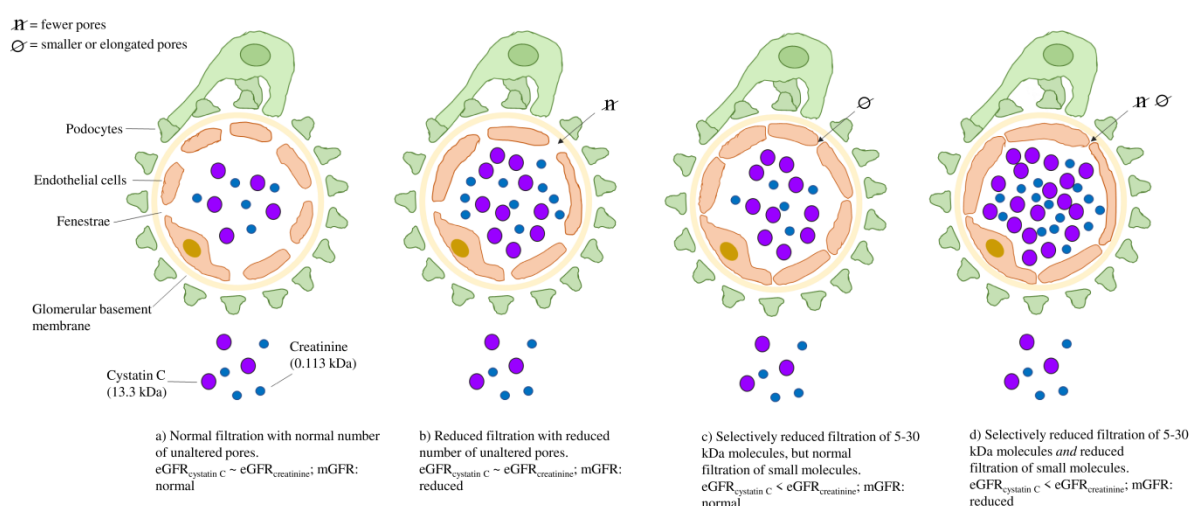 n = fewer pores
∅ = smaller or elongated pores
n
∅
n ∅
Podocytes
Endothelial cells
Fenestrae
Glomerular basement
membrane
Creatinine
(0.113 kDa)
Cystatin C
(13.3 kDa)
a) Normal filtration with normal number
of unaltered pores.
eGFRcystatin C ~ eGFRcreatinine; mGFR:
normal
b) Reduced filtration with reduced
number of unaltered pores.
eGFRcystatin C ~ eGFRcreatinine; mGFR:
reduced
c) Selectively reduced filtration of 5-30
kDa molecules, but normal
filtration of small molecules.
eGFRcystatin C < eGFRcreatinine; mGFR:
normal
d) Selectively reduced filtration of 5-30
kDa molecules and reduced
filtration of small molecules.
eGFRcystatin C < eGFRcreatinine; mGFR:
reduced